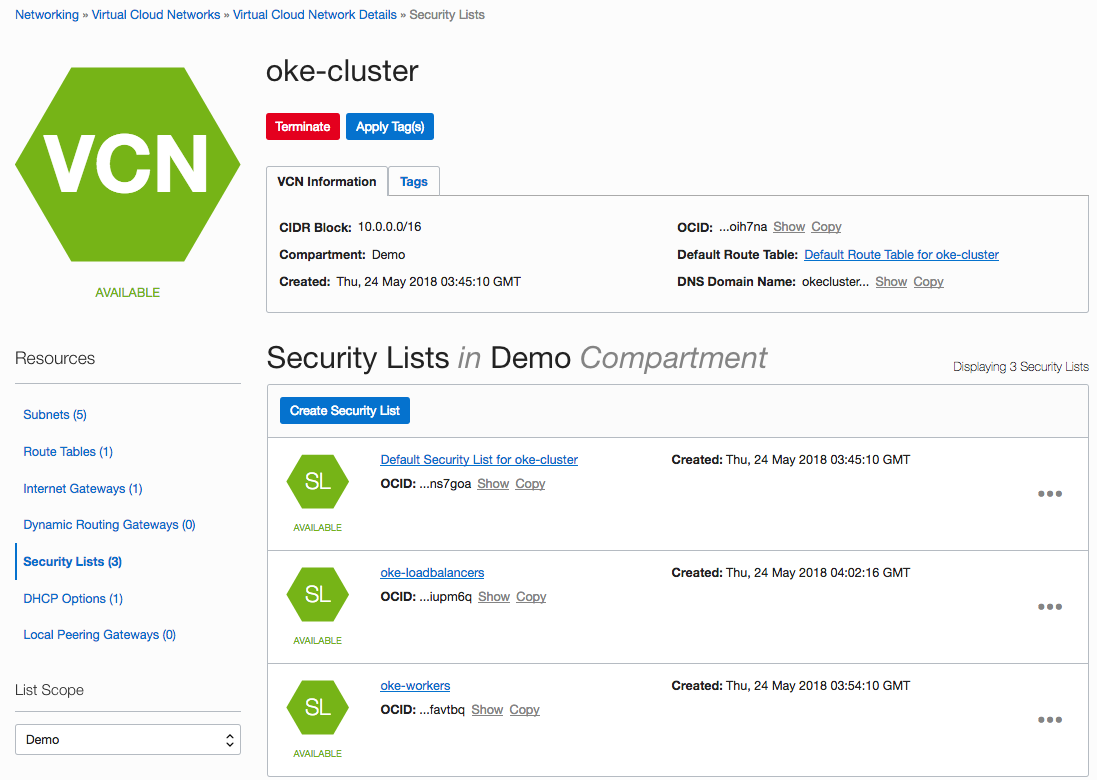 Networking » Virtual Cloud Networks » Virtual Cloud Network Details » Security Lists
VCN
AVAILABLE
oke-cluster
Terminate
Apply Tag(s)
VCN Information
Tags
CIDR Block: 10.0.0.0/16
Compartment: Demo
Created: Thu, 24 May 2018 03:45:10 GMT
OCID: ...oih7na Show Copy
Default Route Table: Default Route Table for oke-cluster
DNS Domain Name: okecluster... Show Copy
Resources
Subnets (5)
Route Tables (1)
Internet Gateways (1)
Dynamic Routing Gateways (0)
Security Lists (3)
DHCP Options (1)
Local Peering Gateways (0)
List Scope
Demo
Security Lists in Demo Compartment
Displaying 3 Security Lists
Create Security List
SL
AVAILABLE
Default Security List for oke-cluster
OCID: ...ns7goa Show Copy
Created: Thu, 24 May 2018 03:45:10 GMT
SL
AVAILABLE
oke-loadbalancers
OCID: ...iupm6q Show Copy
Created: Thu, 24 May 2018 04:02:16 GMT
SL
AVAILABLE
oke-workers
OCID: ...favtbq Show Copy
Created: Thu, 24 May 2018 03:54:10 GMT